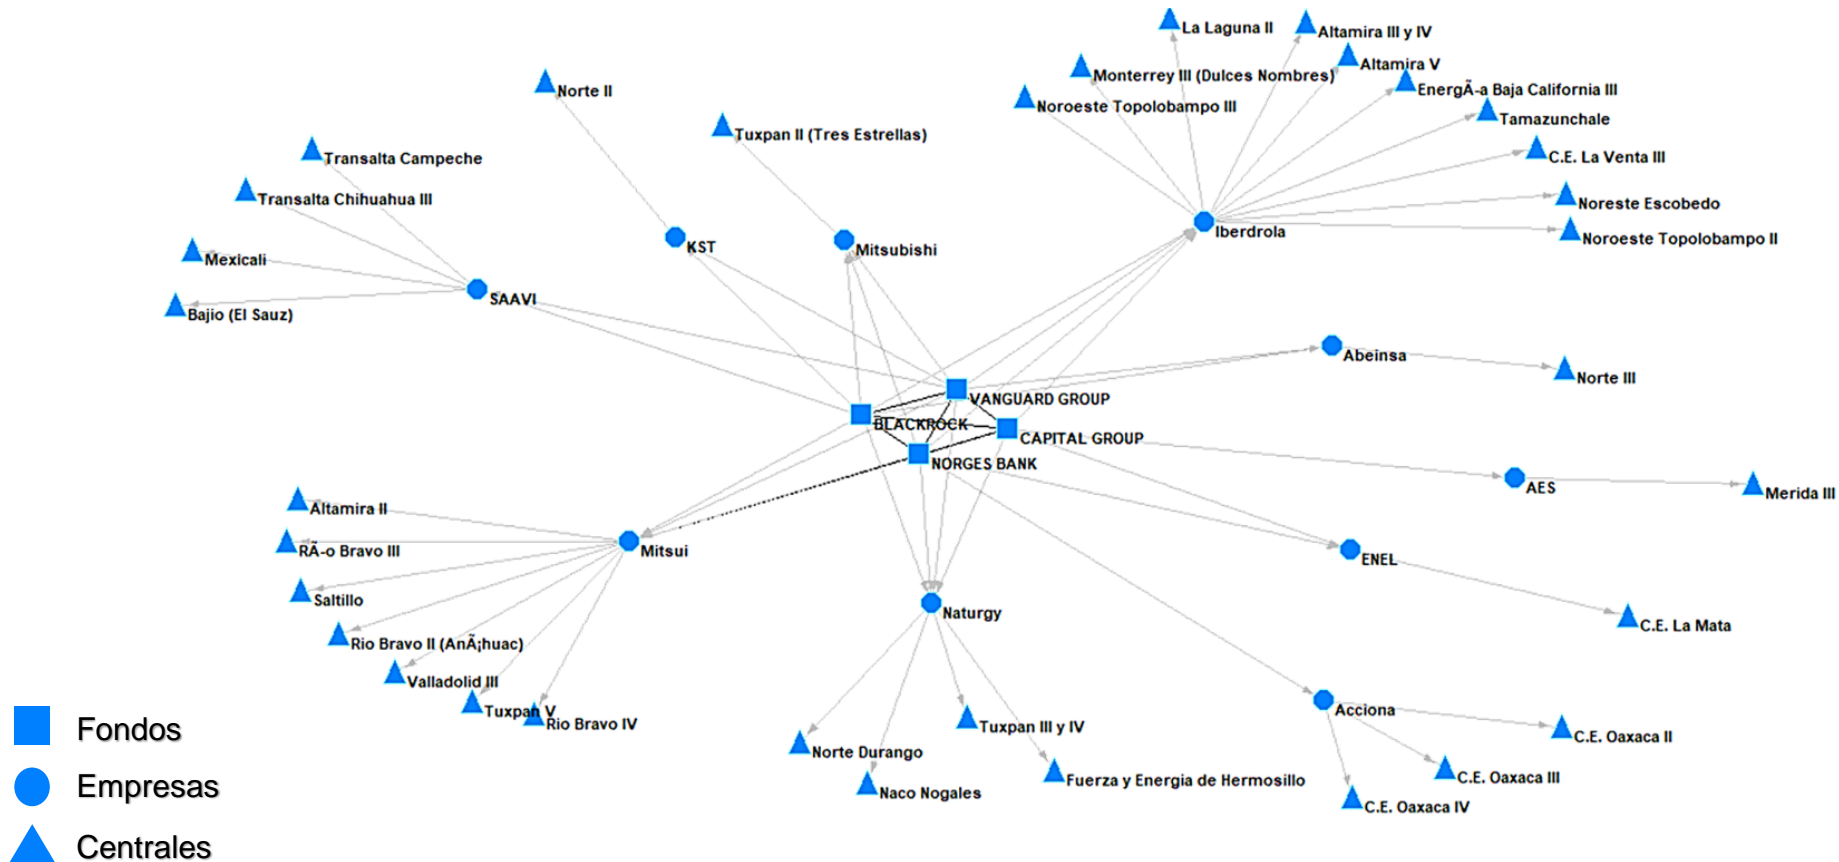 La Laguna II
Altamira III y IV
Altamira V
Monterrey III (Dulces Nombres)
EnergÃ-a Baja California III
Noroeste Topolobampo III
Tamazunchale
Norte II
Tuxpan II (Tres Estrellas)
C.E. La Venta III
Transalta Campeche
Transalta Chihuahua III
Noreste Escobedo
Iberdrola
Noroeste Topolobampo II
KST
Mitsubishi
Mexicali
SAAVI
Bajio (El Sauz)
Abeinsa
Norte III
VANGUARD GROUP
BLACKROCK
CAPITAL GROUP
NORGES BANK
AES
Merida III
Altamira II
RÃ-o Bravo III
Mitsui
ENEL
Saltillo
Naturgy
C.E. La Mata
Rio Bravo II (AnÃ¡huac)
Valladolid III
Tuxpan V
Rio Bravo IV
Acciona
Tuxpan III y IV
C.E. Oaxaca II
Norte Durango
Fuerza y Energia de Hermosillo
C.E. Oaxaca III
Naco Nogales
C.E. Oaxaca IV
Fondos
Empresas
Centrales